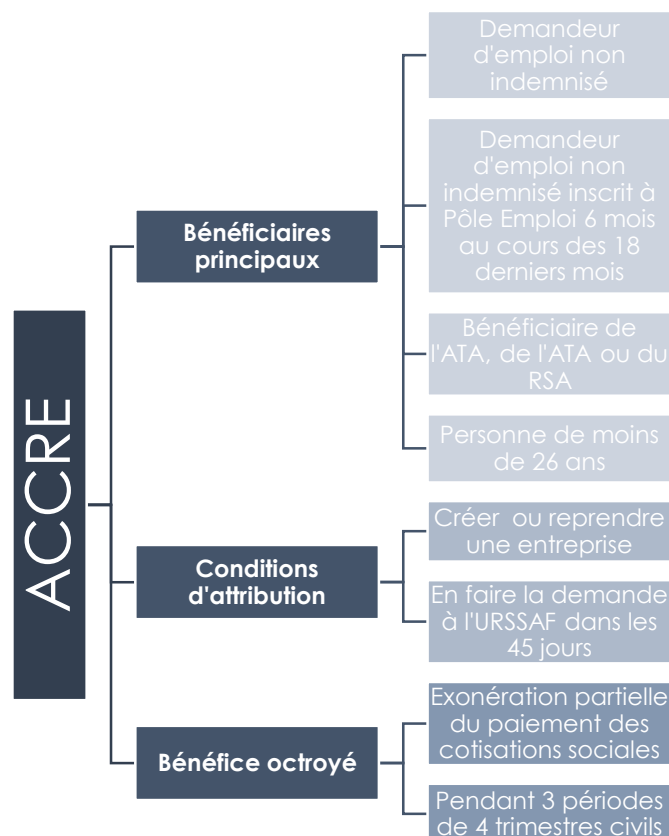 ACCRE
Bénéficiaires
principaux
Demandeur
d'emploi non
indemnisé
Demandeur
d'emploi non
indemnisé inscrit à
Pôle Emploi 6 mois
au cours des 18
derniers mois
Bénéficiaire de
l'ATA, de l'ATA ou du
RSA
Personne de moins
de 26 ans
Conditions
d'attribution
Créer ou reprendre
une entreprise
En faire la demande
à l'URSSAF dans les
45 jours
Bénéfice octroyé
Exonération partielle
du paiement des
cotisations sociales
Pendant 3 périodes
de 4 trimestres civils